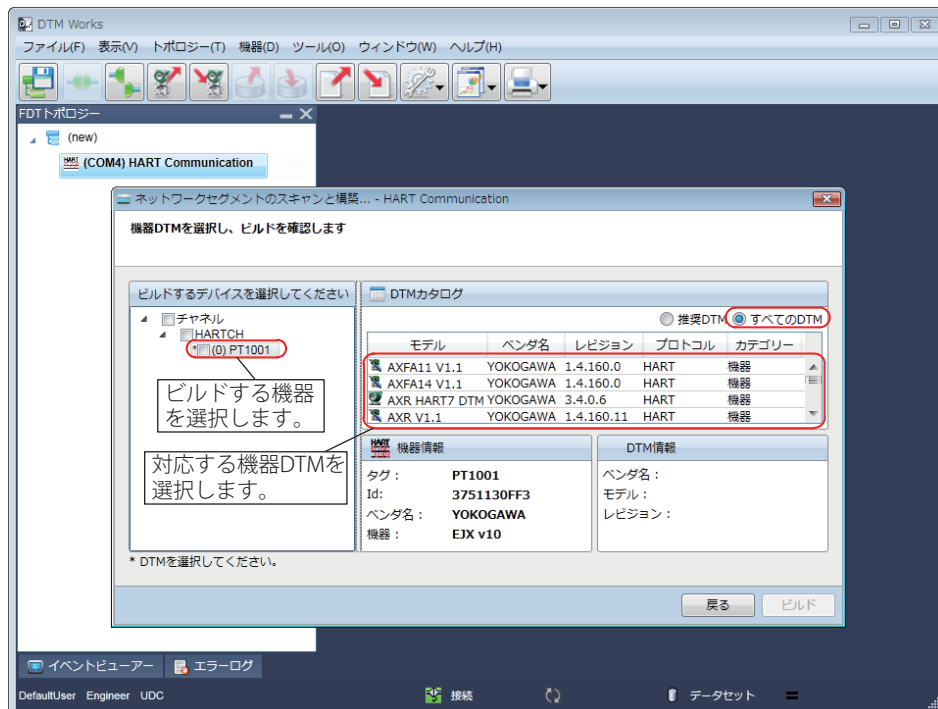 DTM Works
ファイル(F) 表示(V) トポロジー(T) 機器(D) ツール(O) ウィンドウ(W) ヘルプ(H)
FDTトポロジー
(new)
HART (COM4) HART Communication
ネットワークセグメントのスキャンと構築... - HART Communication
機器DTMを選択し、ビルドを確認します
ビルドするデバイスを選択してください
DTMカタログ
チャネル
HARTCH
*(0) PT1001
推奨DTM すべてのDTM
モデル ベンダ名 レビジョン プロトコル カテゴリー
AXFA11 V1.1 YOKOGAWA 1.4.160.0 HART 機器
AXFA14 V1.1 YOKOGAWA 1.4.160.0 HART 機器
AXR HART7 DTM YOKOGAWA 3.4.0.6 HART 機器
AXR V1.1 YOKOGAWA 1.4.160.11 HART 機器
ビルドする機器
を選択します。
対応する機器DTMを
選択します。
HART 機器情報
タグ： PT1001
Id: 3751130FF3
ベンダ名： YOKOGAWA
機器： EJX v10
DTM情報
ベンダ名：
モデル：
レビジョン：
* DTMを選択してください。
戻る ビルド
イベントビューアー エラーログ
DefaultUser Engineer UDC 接続 データセット